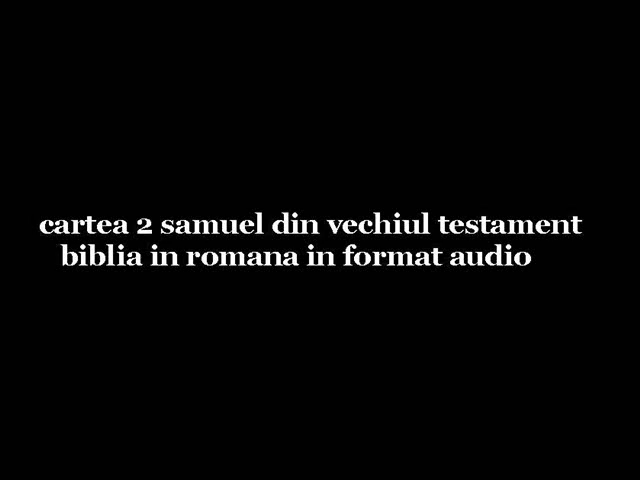 cartea 2 samuel din vechiul testament
biblia in romana in format audio